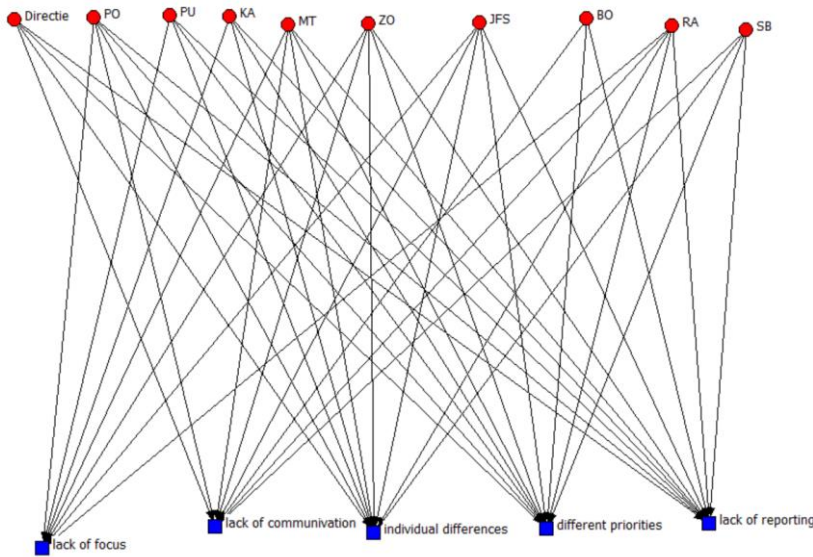 Directie
PO
PU
KA
MT
ZO
JFS
BO
RA
SB
lack of focus
lack of communivation
individual differences
different priorities
lack of reporting